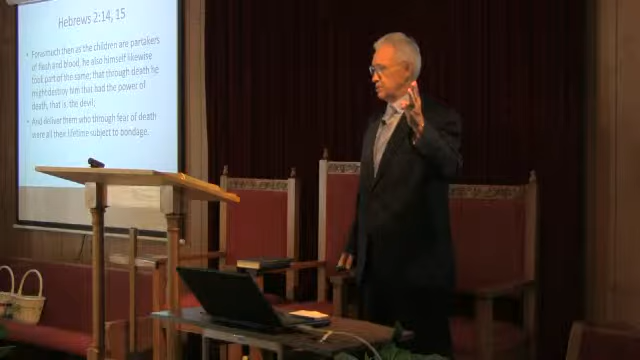 Hebrews 2:14, 15
• Forasmuch then as the children are partakers
of flesh and blood, he also himself likewise
took part of the same; that through death he
might destroy him that had the power of
death, that is, the devil;
• And deliver them who through fear of death
were all their lifetime subject to bondage.